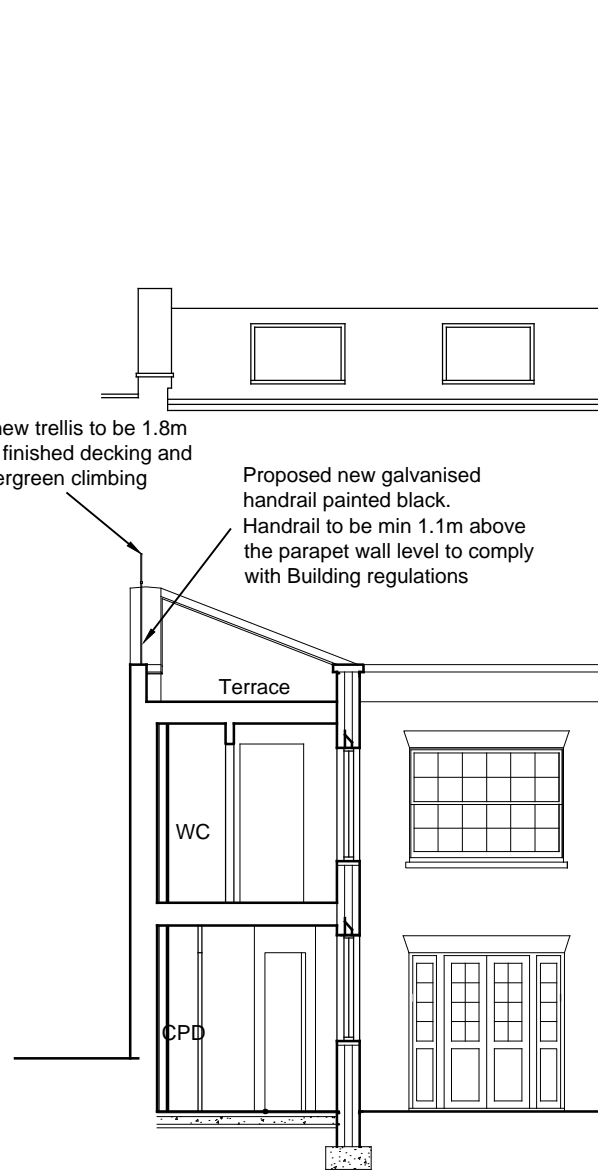 new trellis to be 1.8m
finished decking and
climbing
Proposed new galvanised
handrail painted black.
Handrail to be min 1.1m above
the parapet wall level to comply
with Building regulations
Terrace
WC
CPD